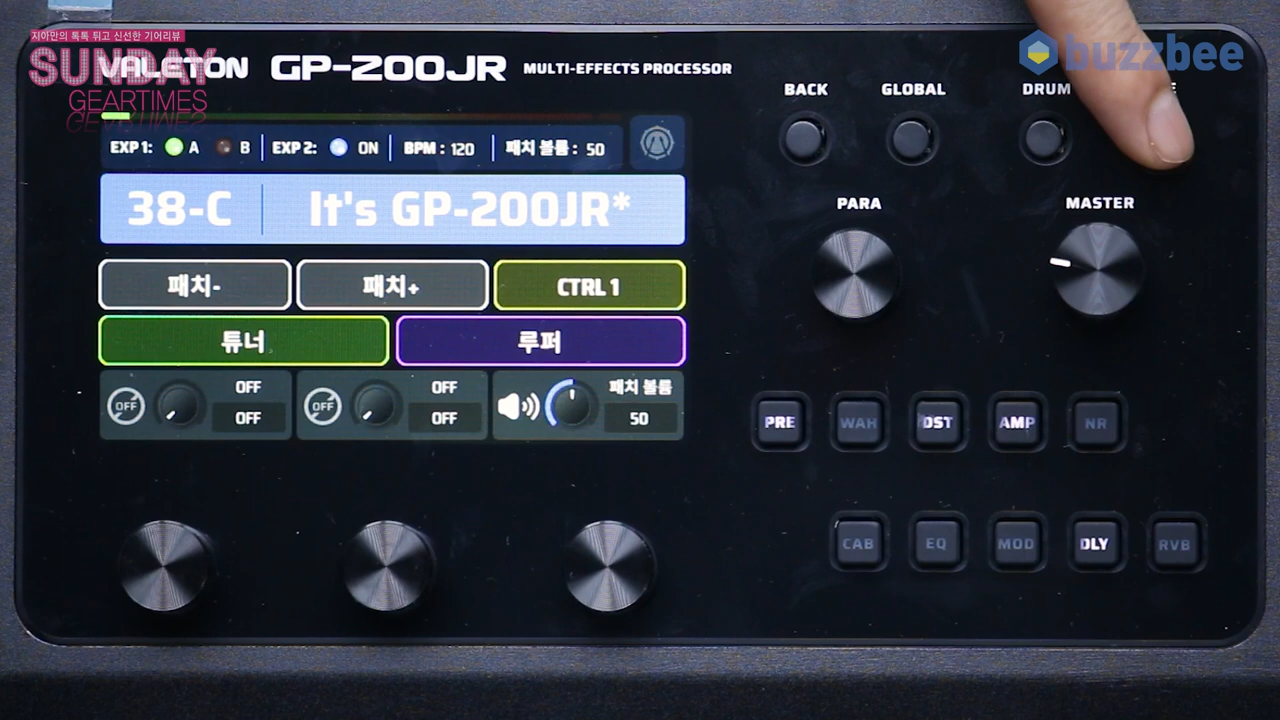 지아만의 톡톡 튀고 신선한 기어리뷰
SUNDAY
GEARTIMES
VALETON GP-200JR MULTI-EFFECTS PROCESSOR
buzzbee
BACK GLOBAL DRUM
EXP 1: A B EXP 2: ON BPM : 120 패치 볼륨 : 50
38-C It's GP-200JR*
PARA MASTER
패치- 패치+ CTRL 1
튜너 루퍼
OFF OFF OFF OFF 패치 볼륨
OFF OFF 50
PRE WAH DST AMP NR
CAB EQ MOD DLY RVB